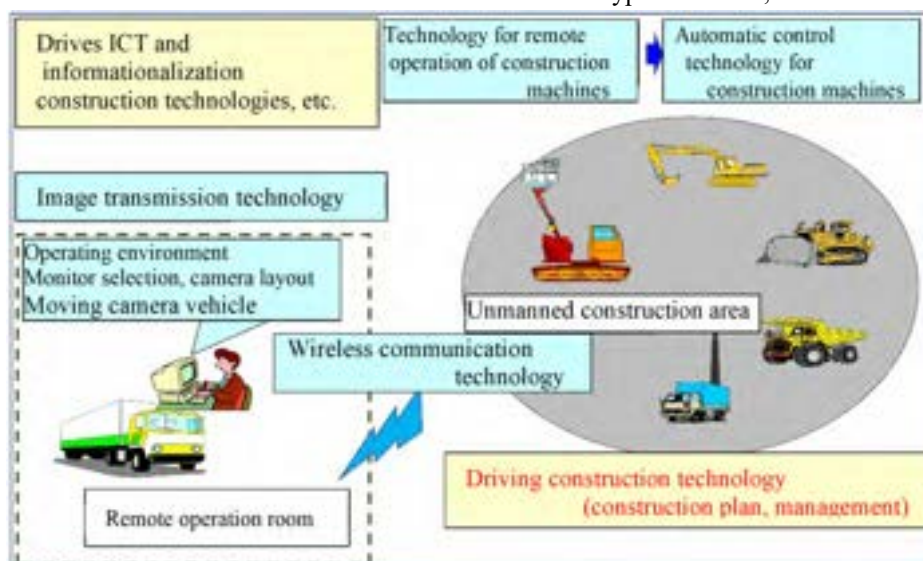 Drives ICT and
informationalization
construction technologies, etc.
Technology for remote
operation of construction
machines
Automatic control
technology for
construction machines
Image transmission technology
Operating environment
Monitor selection, camera layout
Moving camera vehicle
Unmanned construction area
Wireless communication
technology
Remote operation room
Driving construction technology
(construction plan, management)